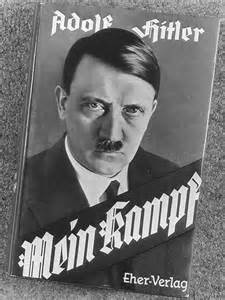 Adolf Hitler
Mein Kampf
Eher-Verlag